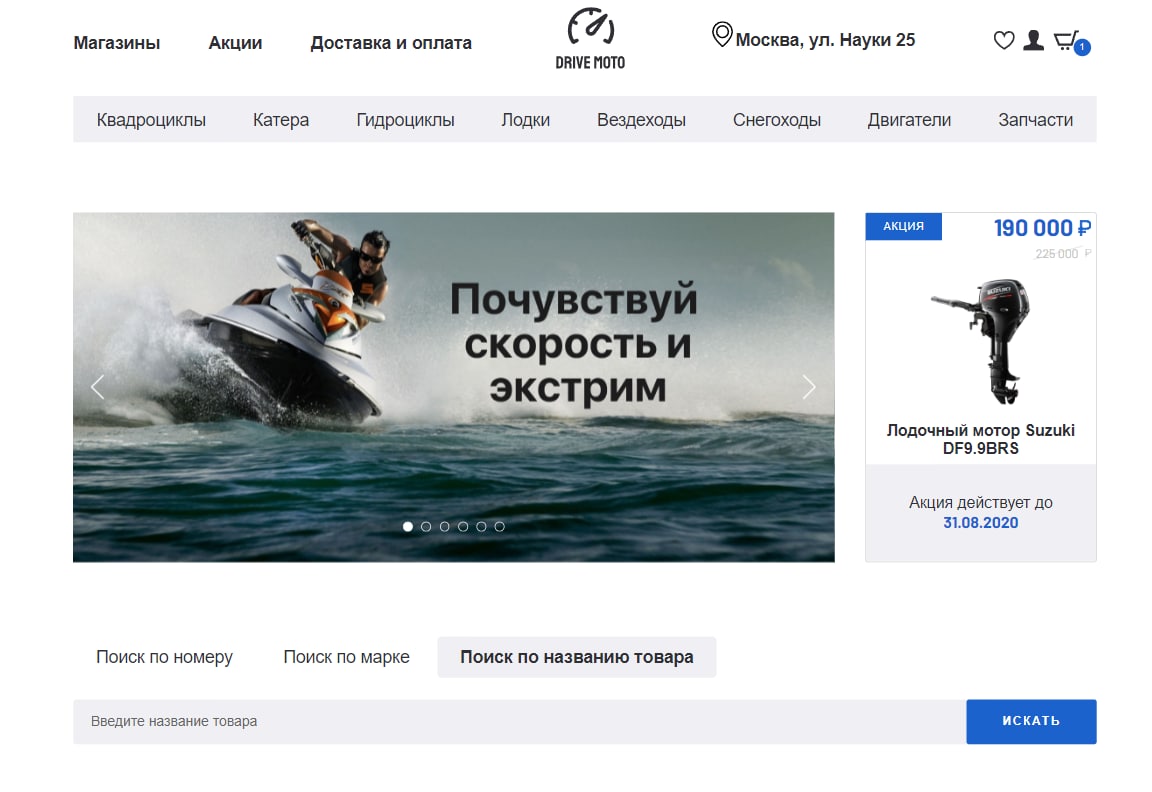 Магазины Акции Доставка и оплата
DRIVE MOTO
Москва, ул. Науки 25
1
Квадроциклы Катера Гидроциклы Лодки Вездеходы Снегоходы Двигатели Запчасти
Почувствуй
скорость и
экстрим
АКЦИЯ
190 000 ₽
225 000 ₽
SUZUKI
Лодочный мотор Suzuki
DF9.9BRS
Акция действует до
31.08.2020
Поиск по номеру Поиск по марке Поиск по названию товара
Введите название товара
ИСКАТЬ